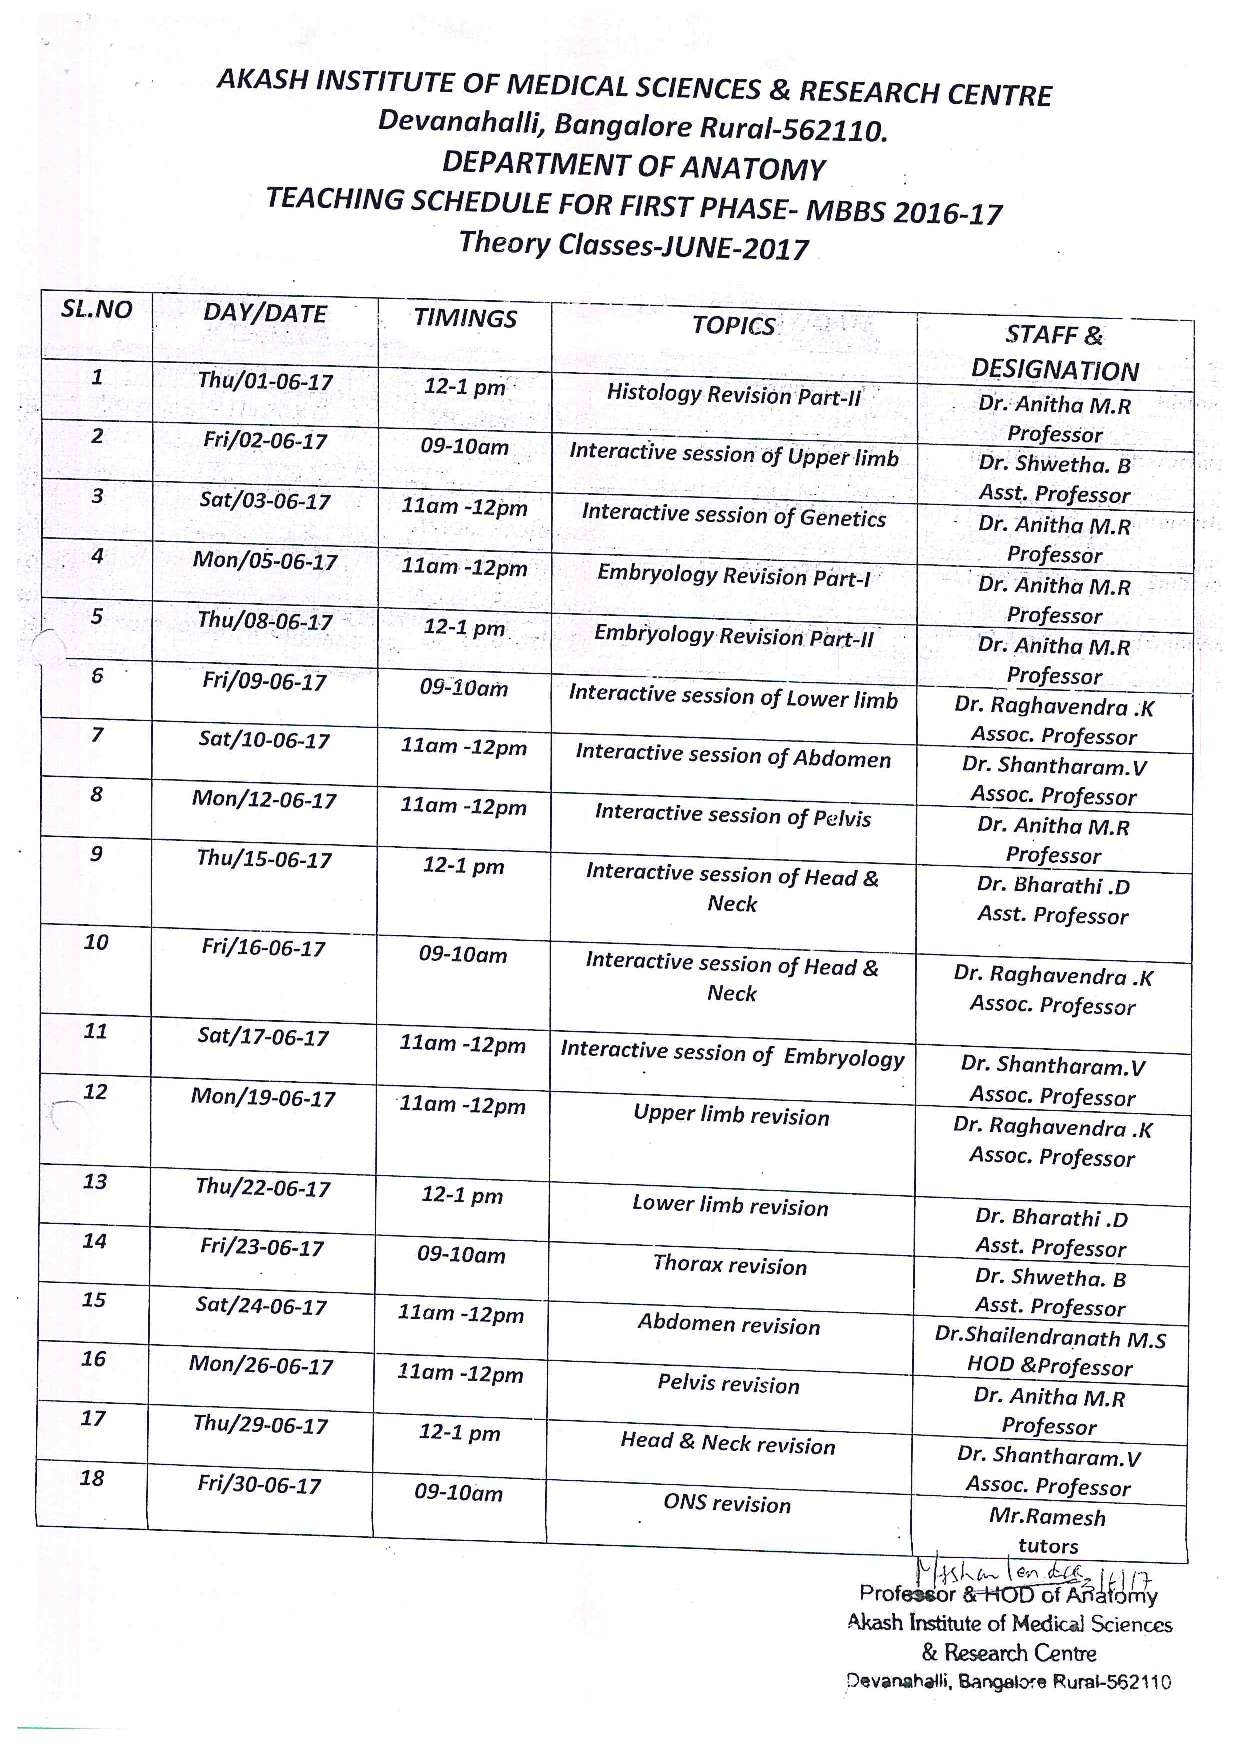 AKASH INSTITUTE OF MEDICAL SCIENCES & RESEARCH CENTRE
Devanahalli, Bangalore Rural-562110.
DEPARTMENT OF ANATOMY
TEACHING SCHEDULE FOR FIRST PHASE- MBBS 2016-17
Theory Classes-JUNE-2017
SL.NO DAY/DATE TIMINGS TOPICS STAFF &
DESIGNATION
1 Thu/01-06-17 12-1 pm Histology Revision Part-II Dr. Anitha M.R
Professor
2 Fri/02-06-17 09-10am Interactive session of Upper limb Dr. Shwetha. B
Asst. Professor
3 Sat/03-06-17 11am -12pm Interactive session of Genetics Dr. Anitha M.R
Professor
4 Mon/05-06-17 11am -12pm Embryology Revision Part-I Dr. Anitha M.R
Professor
5 Thu/08-06-17 12-1 pm Embryology Revision Part-II Dr. Anitha M.R
Professor
6 Fri/09-06-17 09-10am Interactive session of Lower limb Dr. Raghavendra .K
Assoc. Professor
7 Sat/10-06-17 11am -12pm Interactive session of Abdomen Dr. Shantharam.V
Assoc. Professor
8 Mon/12-06-17 11am -12pm Interactive session of Pelvis Dr. Anitha M.R
Professor
9 Thu/15-06-17 12-1 pm Interactive session of Head & Dr. Bharathi .D
Neck Asst. Professor
10 Fri/16-06-17 09-10am Interactive session of Head & Dr. Raghavendra .K
Neck Assoc. Professor
11 Sat/17-06-17 11am -12pm Interactive session of Embryology Dr. Shantharam.V
Assoc. Professor
12 Mon/19-06-17 11am -12pm Upper limb revision Dr. Raghavendra .K
Assoc. Professor
13 Thu/22-06-17 12-1 pm Lower limb revision Dr. Bharathi .D
Asst. Professor
14 Fri/23-06-17 09-10am Thorax revision Dr. Shwetha. B
Asst. Professor
15 Sat/24-06-17 11am -12pm Abdomen revision Dr.Shailendranath M.S
HOD &Professor
16 Mon/26-06-17 11am -12pm Pelvis revision Dr. Anitha M.R
Professor
17 Thu/29-06-17 12-1 pm Head & Neck revision Dr. Shantharam.V
Assoc. Professor
18 Fri/30-06-17 09-10am ONS revision Mr.Ramesh
tutors
Professor & HOD of Anatomy
Akash Institute of Medical Sciences
& Research Centre
Devanahalli, Bangalore Rural-562110